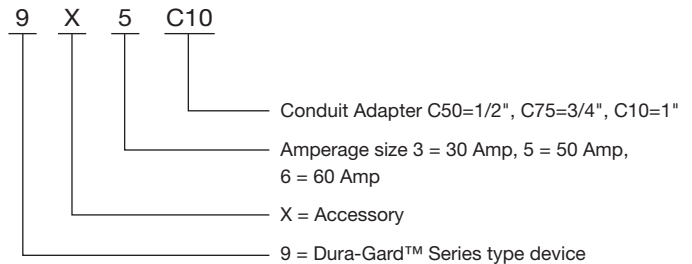 9 X 5 C10
Conduit Adapter C50=1/2", C75=3/4", C10=1"
Amperage size 3 = 30 Amp, 5 = 50 Amp,
6 = 60 Amp
X = Accessory
9 = Dura-Gard™ Series type device